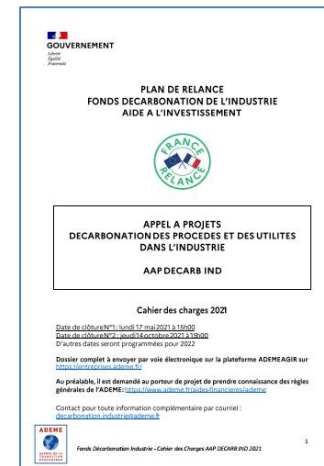 GOUVERNEMENT
Liberté
Égalité
Fraternité
PLAN DE RELANCE
FONDS DECARBONATION DE L'INDUSTRIE
AIDE A L'INVESTISSEMENT
FRANCE
RELANCE
APPEL A PROJETS
DECARBONATION DES PROCEDES ET DES UTILITES
DANS L'INDUSTRIE
AAP DECARB IND
Cahier des charges 2021
Date de clôture N°1: lundi 17 mai 2021 à 15h00
Date de clôture N°2: jeudi 14 octobre 2021 à 15h00
D'autres dates seront programmées pour 2022
Dossier complet à envoyer par voie électronique sur la plateforme ADEME AGIR sur
https://entreprises.ademe.fr/
Au préalable, il est demandé au porteur de projet de prendre connaissance des règles
générales de l'ADEME: https://www.ademe.fr/aides-financieres-lademe
Contact pour toute information complémentaire par courriel :
decarbonation.industrie@ademe.fr
1
ADEME
Fonds Décarbonation Industrie – Cahier des Charges AAP DECARB IND 2021